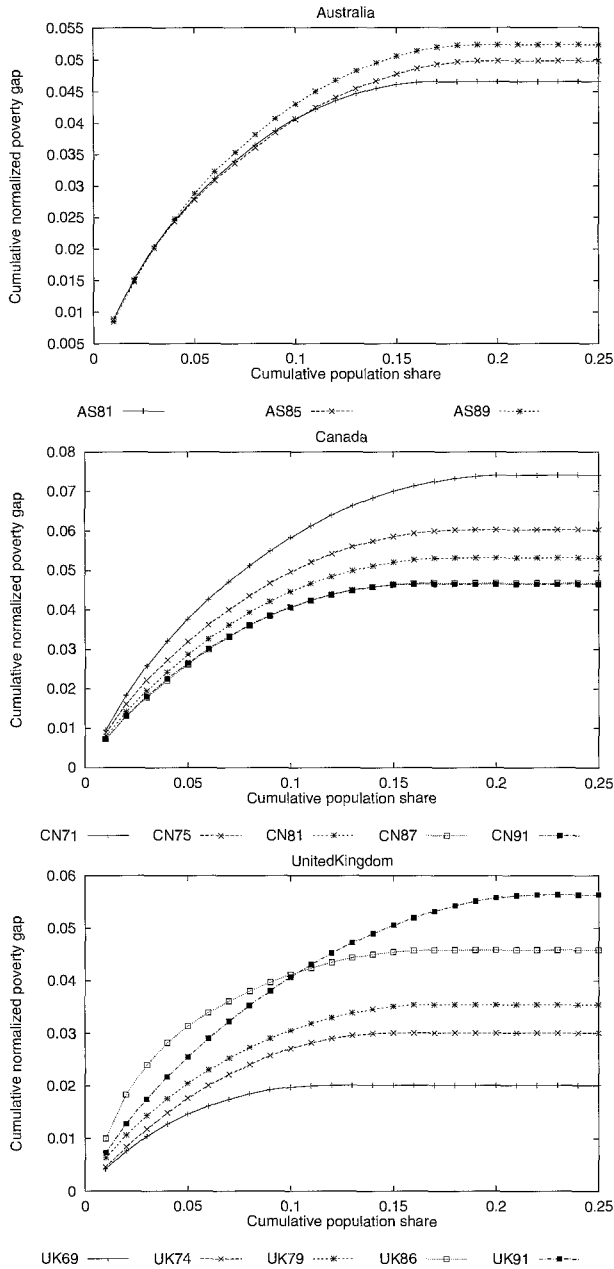 Australia
0.055
0.05
0.045
0.04
0.035
0.03
0.025
0.02
0.015
0.01
0.005
Cumulative normalized poverty gap
0 0.05 0.1 0.15 0.2 0.25
Cumulative population share
AS81 AS85 AS89
Canada
0.08
0.07
0.06
0.05
0.04
0.03
0.02
0.01
0
Cumulative normalized poverty gap
0 0.05 0.1 0.15 0.2 0.25
Cumulative population share
CN71 CN75 CN81 CN87 CN91
UnitedKingdom
0.06
0.05
0.04
0.03
0.02
0.01
0
Cumulative normalized poverty gap
0 0.05 0.1 0.15 0.2 0.25
Cumulative population share
UK69 UK74 UK79 UK86 UK91